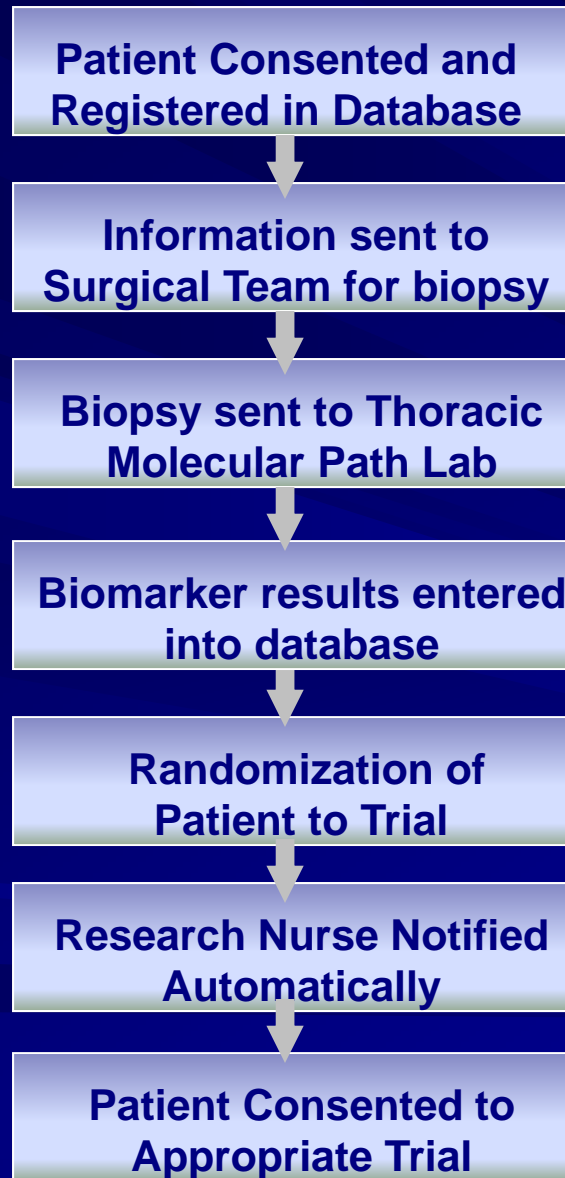 Patient Consented and
Registered in Database
Information sent to
Surgical Team for biopsy
Biopsy sent to Thoracic
Molecular Path Lab
Biomarker results entered
into database
Randomization of
Patient to Trial
Research Nurse Notified
Automatically
Patient Consented to
Appropriate Trial